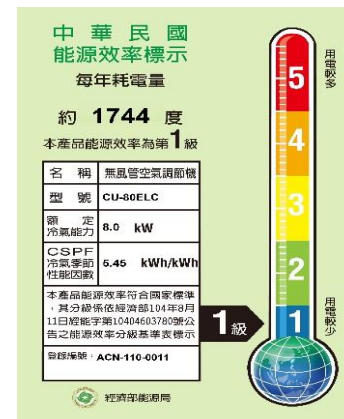 中華民國
能源效率標示
每年耗電量
約 1744 度
本產品能源效率為第1級
名 稱 無風管空氣調節機
型 號 CU-80ELC
額 定
冷氣能力 8.0 kW
CSPF
冷氣季節
性能因數 5.45 kWh/kWh
本產品能源效率符合國家標準
，其分級係依經濟部104年8月
11日經能字第10404603780號公
告之能源效率分級基準表標示
登錄編號：ACN-110-0011
經濟部能源局
用電較多
5
4
3
2
1
1級
用電較少